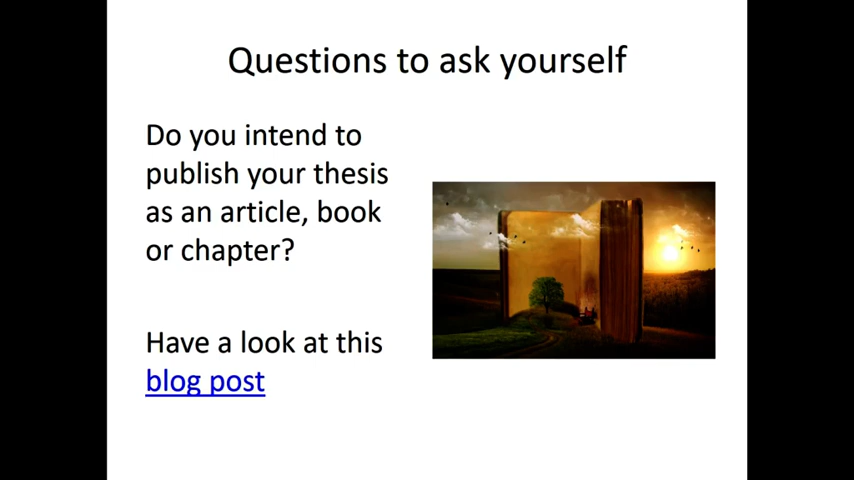 Questions to ask yourself
Do you intend to
publish your thesis
as an article, book
or chapter?
Have a look at this
blog post